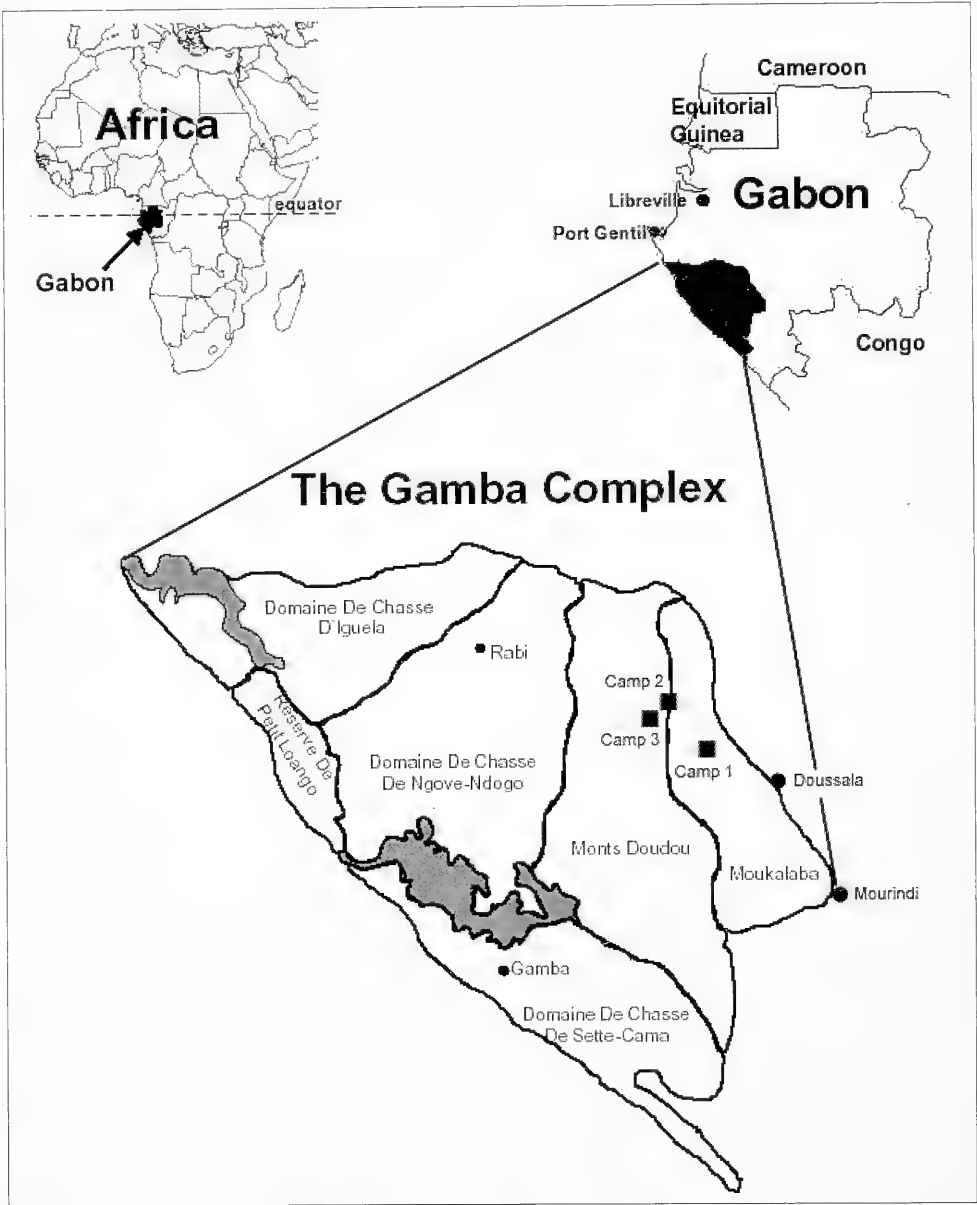 Africa
equator
Gabon
Cameroon
Equitorial
Guinea
Gabon
Libreville
Port Gentil
Congo
The Gamba Complex
Domaine De Chasse
D'Iguela
Rabi
Reserve De
Petit Loango
Camp 2
Camp 3
Camp 1
Domaine De Chasse
De Ngove-Ndogo
Doussala
Monts Doudou
Moukalaba
Mourindi
Gamba
Domaine De Chasse
De Sette-Cama